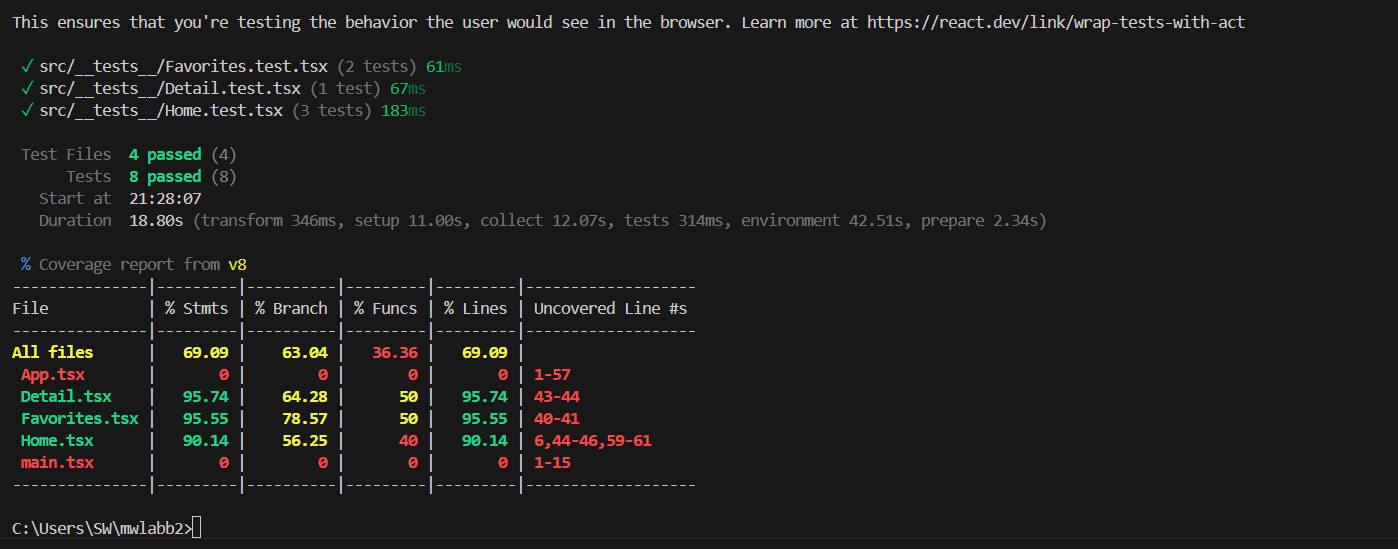 This ensures that you're testing the behavior the user would see in the browser. Learn more at https://react.dev/link/wrap-tests-with-act
✓ src/__tests__/Favorites.test.tsx (2 tests) 61ms
✓ src/__tests__/Detail.test.tsx (1 test) 67ms
✓ src/__tests__/Home.test.tsx (3 tests) 183ms
Test Files  4 passed (4)
Tests  8 passed (8)
Start at  21:28:07
Duration  18.80s (transform 346ms, setup 11.00s, collect 12.07s, tests 314ms, environment 42.51s, prepare 2.34s)
% Coverage report from v8
---------------|---------|----------|---------|---------|-------------------
File           | % Stmts | % Branch | % Funcs | % Lines | Uncovered Line #s
---------------|---------|----------|---------|---------|-------------------
All files      |   69.09 |    63.04 |   36.36 |   69.09 |
 App.tsx       |       0 |        0 |       0 |       0 | 1-57
 Detail.tsx    |   95.74 |    64.28 |      50 |   95.74 | 43-44
 Favorites.tsx |   95.55 |    78.57 |      50 |   95.55 | 40-41
 Home.tsx      |   90.14 |    56.25 |      40 |   90.14 | 6,44-46,59-61
 main.tsx      |       0 |        0 |       0 |       0 | 1-15
---------------|---------|----------|---------|---------|-------------------
C:\Users\SW\mwlabb2>